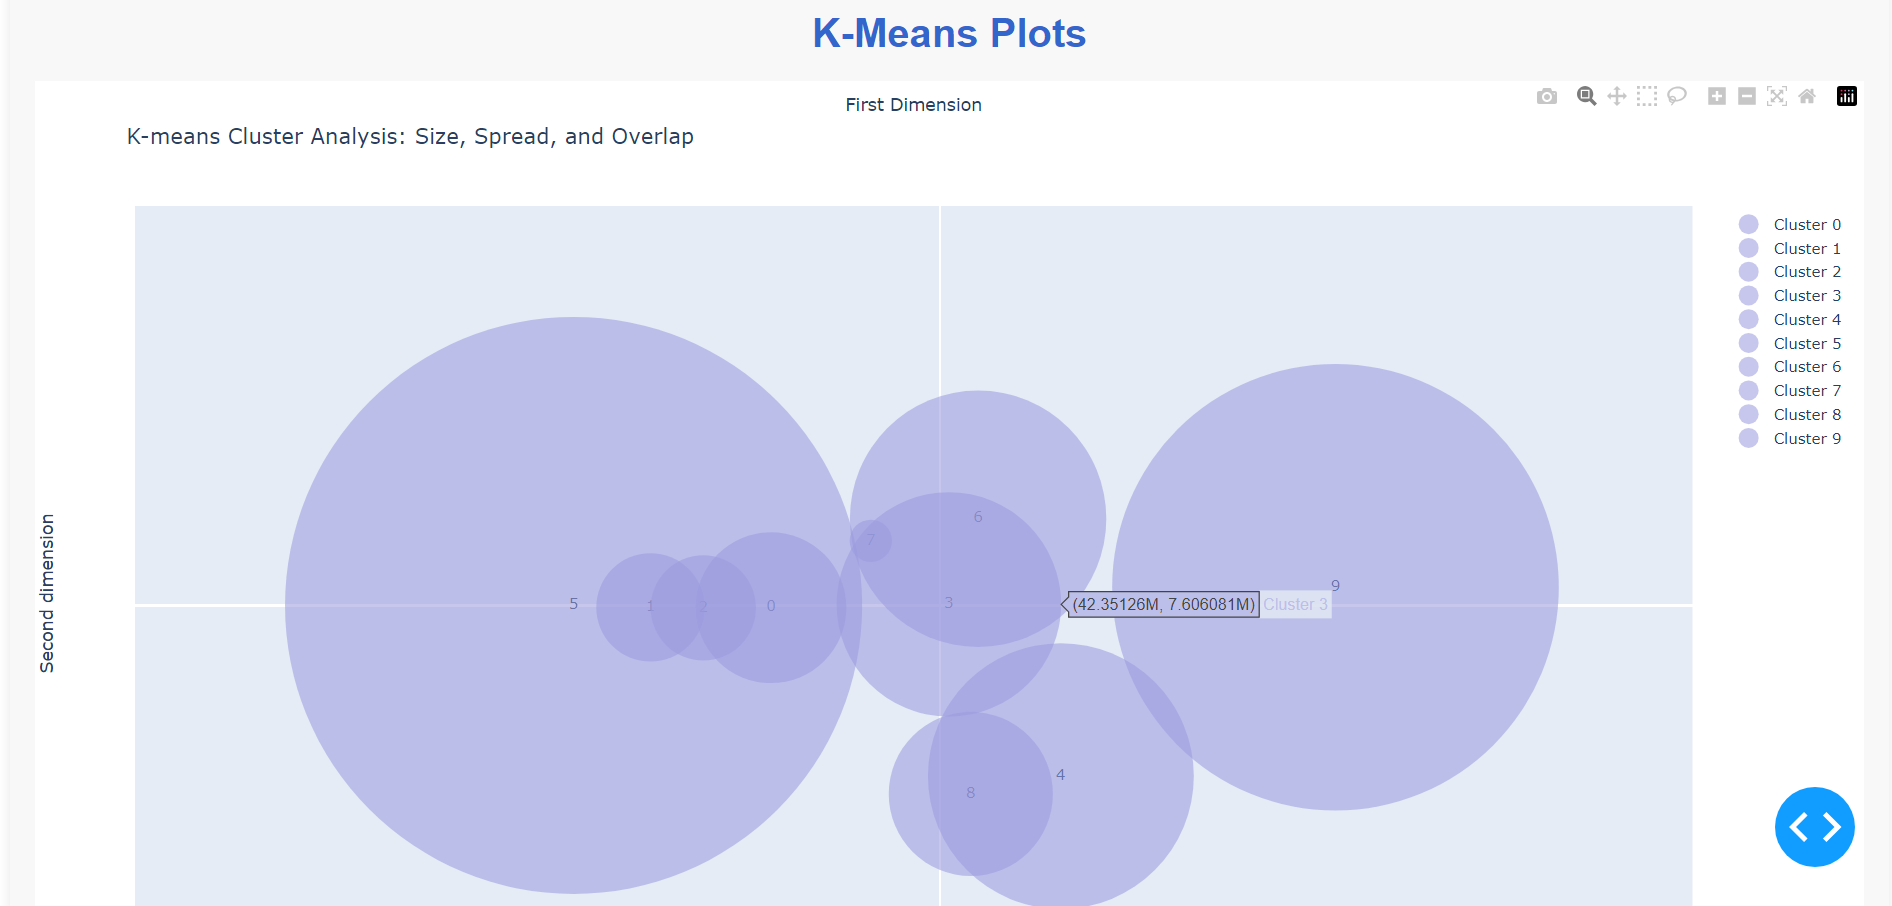 K-Means Plots
First Dimension
K-means Cluster Analysis: Size, Spread, and Overlap
Cluster 0
Cluster 1
Cluster 2
Cluster 3
Cluster 4
Cluster 5
Cluster 6
Cluster 7
Cluster 8
Cluster 9
Second dimension
6
7
9
5
1
2
0
3
(42.35126M, 7.606081M) Cluster 3
4
8